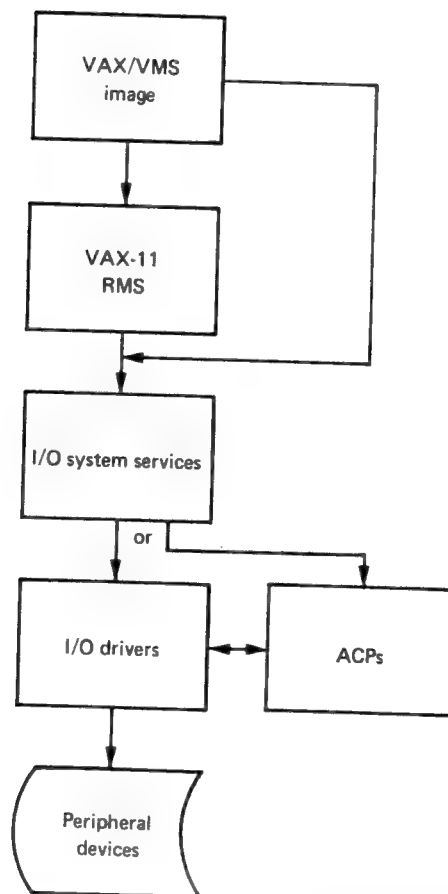 VAX/VMS
image
VAX-11
RMS
I/O system services
or
I/O drivers
ACPs
Peripheral
devices